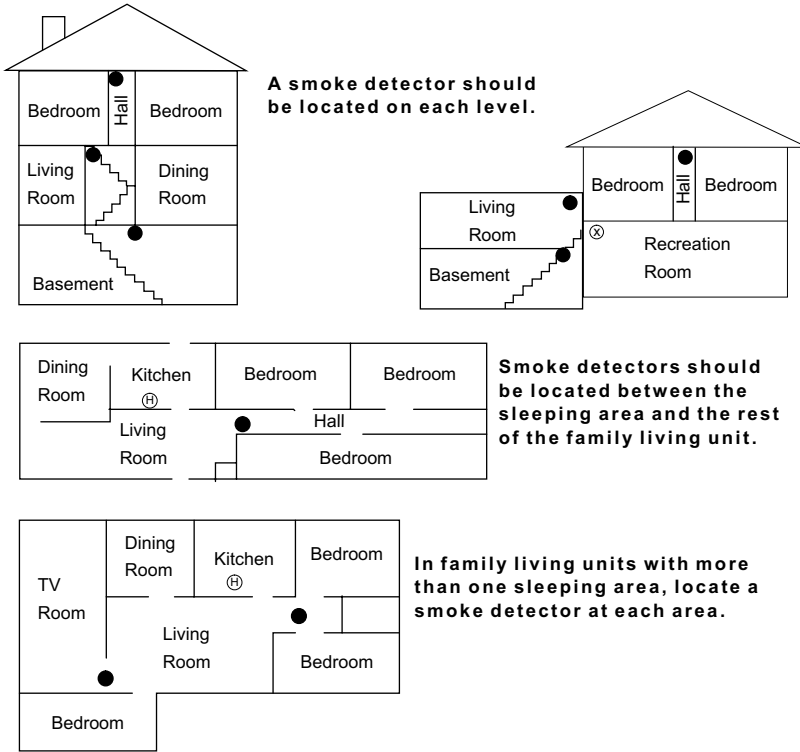 A smoke detector should
be located on each level.
Bedroom
Hall
Bedroom
Living
Room
Dining
Room
Basement
Bedroom
Hall
Bedroom
Living
Room
X
Recreation
Room
Basement
Smoke detectors should
be located between the
sleeping area and the rest
of the family living unit.
Dining
Room
Kitchen
H
Bedroom
Bedroom
Living
Room
Hall
Bedroom
In family living units with more
than one sleeping area, locate a
smoke detector at each area.
TV
Room
Dining
Room
Kitchen
H
Bedroom
Living
Room
Bedroom
Bedroom